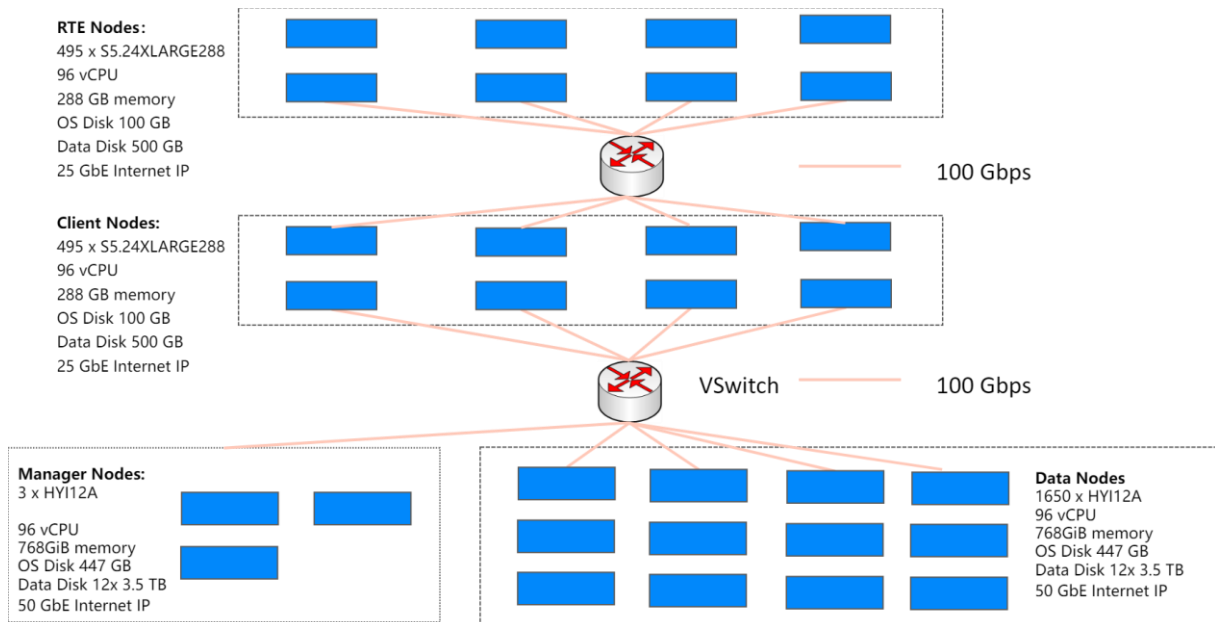 RTE Nodes:
495 x S5.24XLARGE288
96 vCPU
288 GB memory
OS Disk 100 GB
Data Disk 500 GB
25 GbE Internet IP
100 Gbps
Client Nodes:
495 x S5.24XLARGE288
96 vCPU
288 GB memory
OS Disk 100 GB
Data Disk 500 GB
25 GbE Internet IP
VSwitch
100 Gbps
Manager Nodes:
3 x HYI12A
96 vCPU
768GiB memory
OS Disk 447 GB
Data Disk 12x 3.5 TB
50 GbE Internet IP
Data Nodes
1650 x HYI12A
96 vCPU
768GiB memory
OS Disk 447 GB
Data Disk 12x 3.5 TB
50 GbE Internet IP